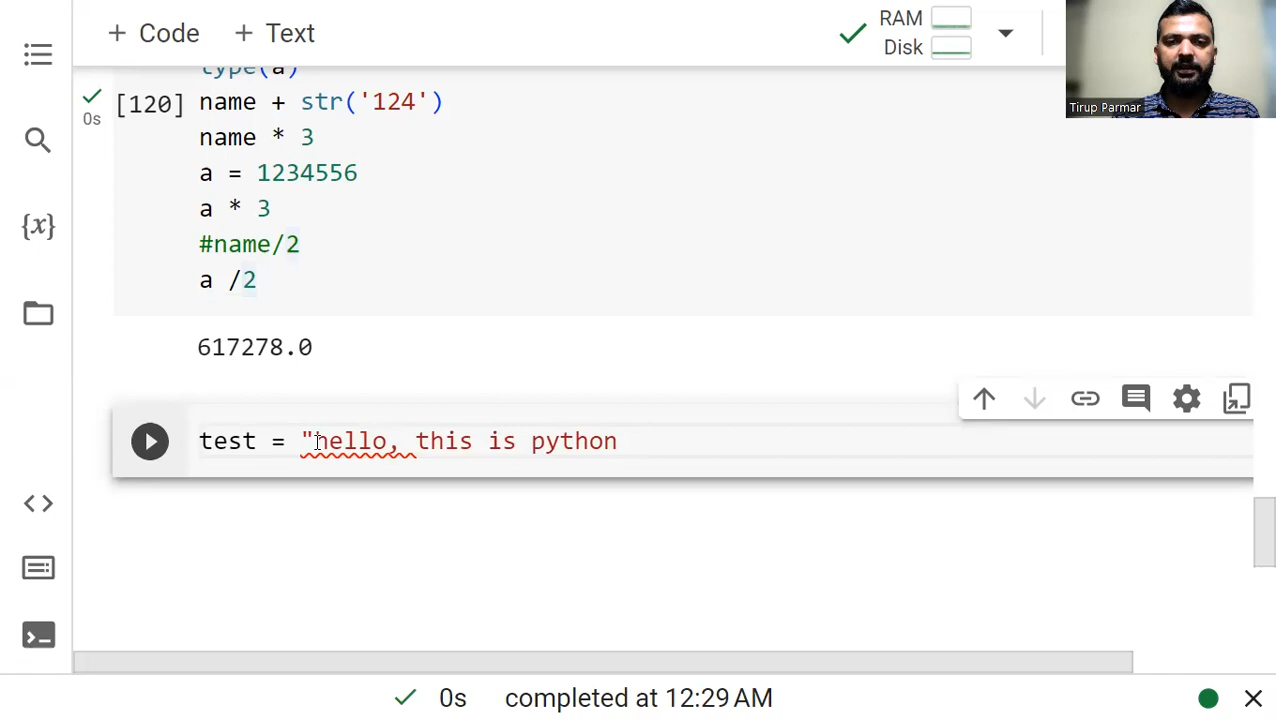 + Code + Text
RAM
Disk
Tirup Parmar
type(a)
[120] name + str('124')
0s
name * 3
a = 1234556
a * 3
#name/2
a /2
617278.0
test = "hello, this is python
0s completed at 12:29 AM